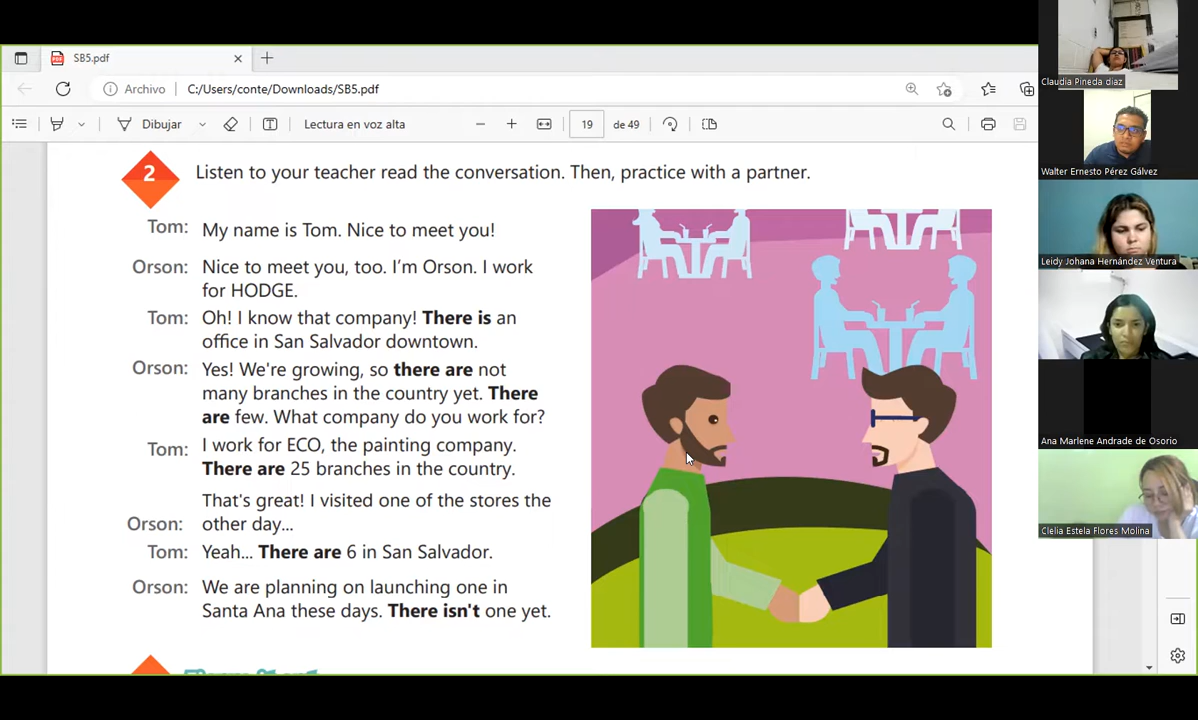 SB5.pdf
Archivo
C:/Users/conte/Downloads/SB5.pdf
Dibujar
Lectura en voz alta
19
de 49
2
Listen to your teacher read the conversation. Then, practice with a partner.
Tom: My name is Tom. Nice to meet you!
Orson: Nice to meet you, too. I'm Orson. I work
for HODGE.
Tom: Oh! I know that company! There is an
office in San Salvador downtown.
Orson: Yes! We're growing, so there are not
many branches in the country yet. There
are few. What company do you work for?
Tom: I work for ECO, the painting company.
There are 25 branches in the country.
That's great! I visited one of the stores the
Orson: other day...
Tom: Yeah... There are 6 in San Salvador.
Orson: We are planning on launching one in
Santa Ana these days. There isn't one yet.
Claudia Pineda diaz
Walter Ernesto Pérez Gálvez
Leidy Johana Hernández Ventura
Ana Marlene Andrade de Osorio
Clelia Estela Flores Molina